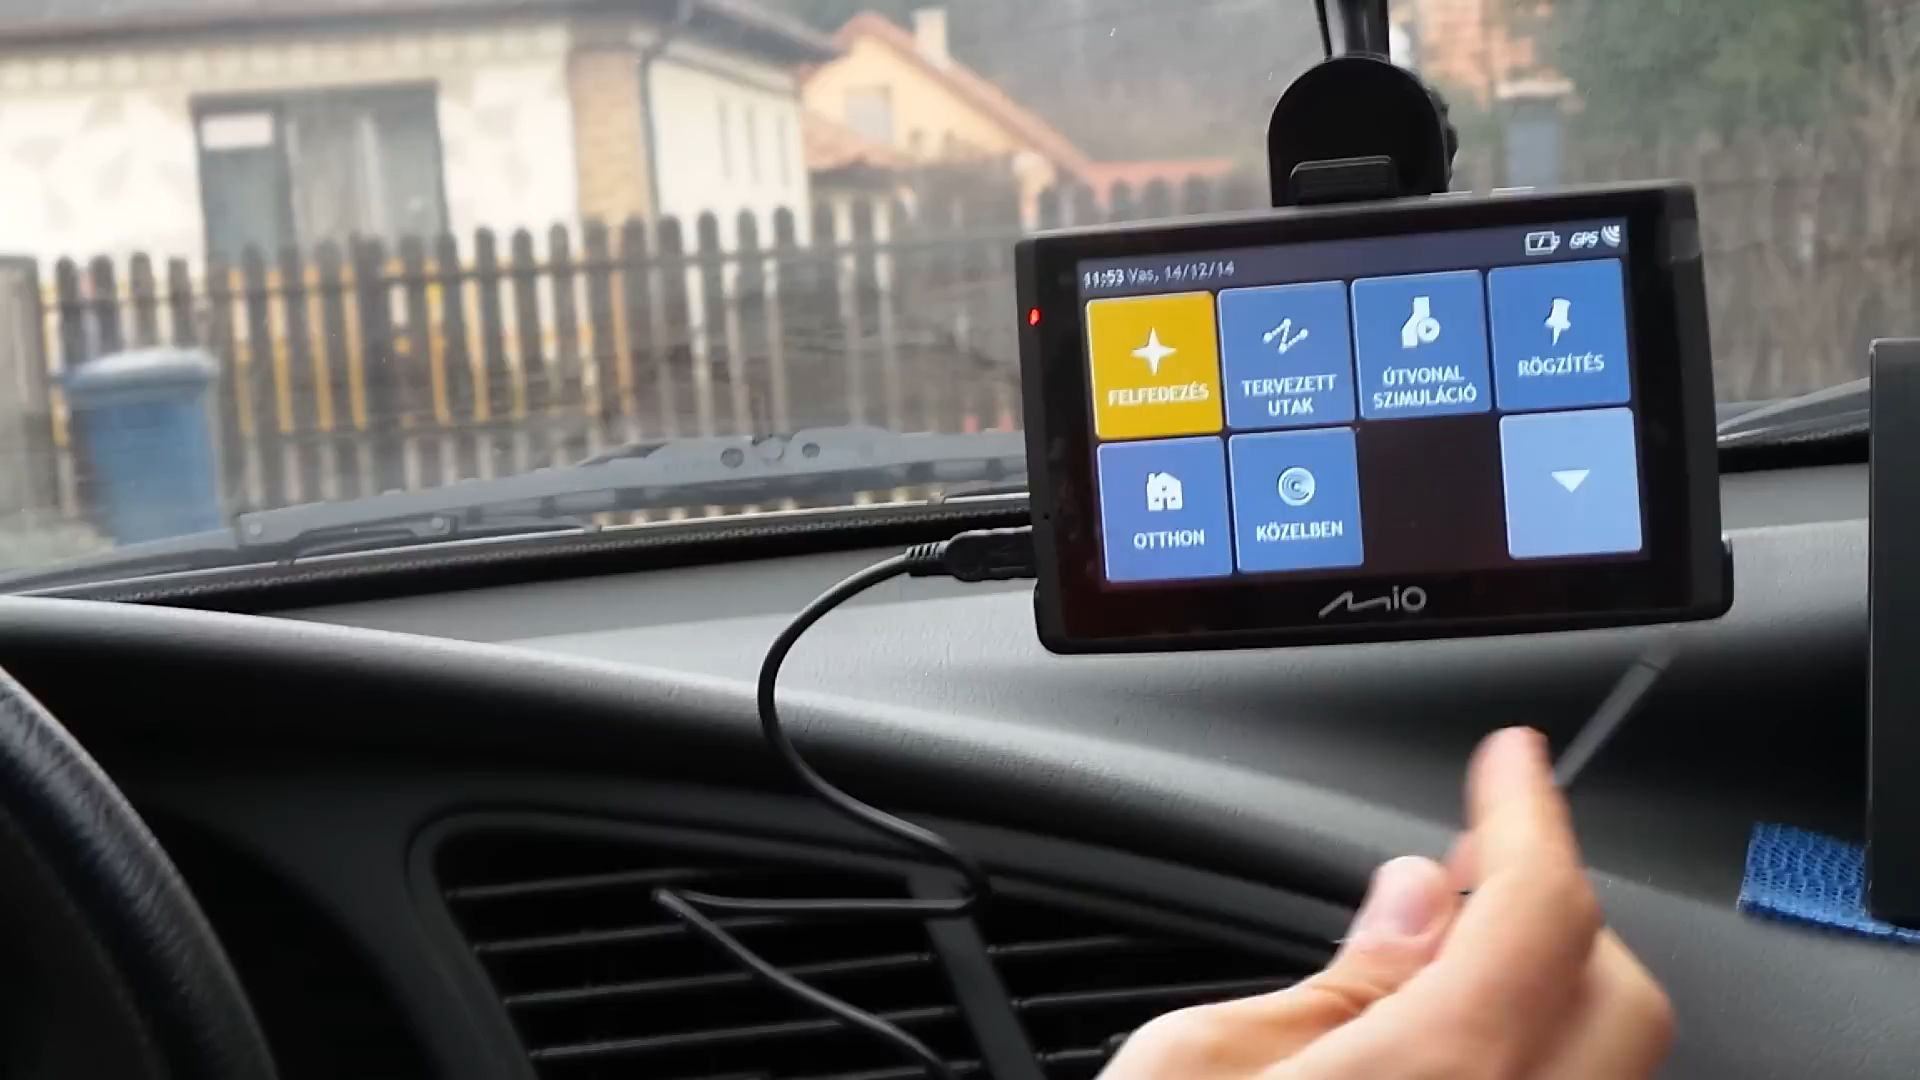 11:53 Vas, 14/12/14
GPS
FELFEDEZÉS
TERVEZETT
UTAK
ÚTVONAL
SZIMULÁCIÓ
RÖGZÍTÉS
OTTHON
KÖZELBEN
Mio